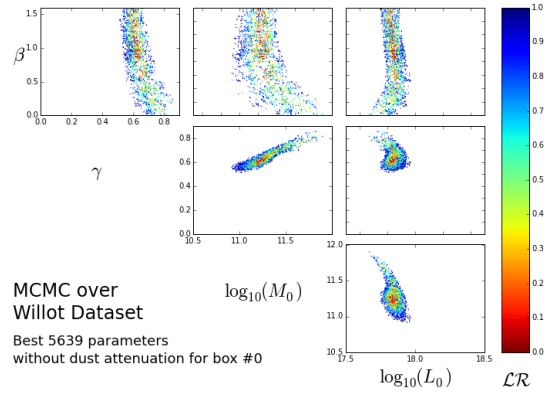 1.5
1.0
0.5
0.0
β
0.0 0.2 0.4 0.6 0.8
0.8
0.6
0.4
0.2
0.0
γ
10.5 11.0 11.5
12.0
11.5
11.0
10.5
log₁₀(M₀)
17.5 18.0 18.5
log₁₀(L₀)
1.0
0.9
0.8
0.7
0.6
0.5
0.4
0.3
0.2
0.1
0.0
ℒℛ
MCMC over
Willot Dataset
Best 5639 parameters
without dust attenuation for box #0